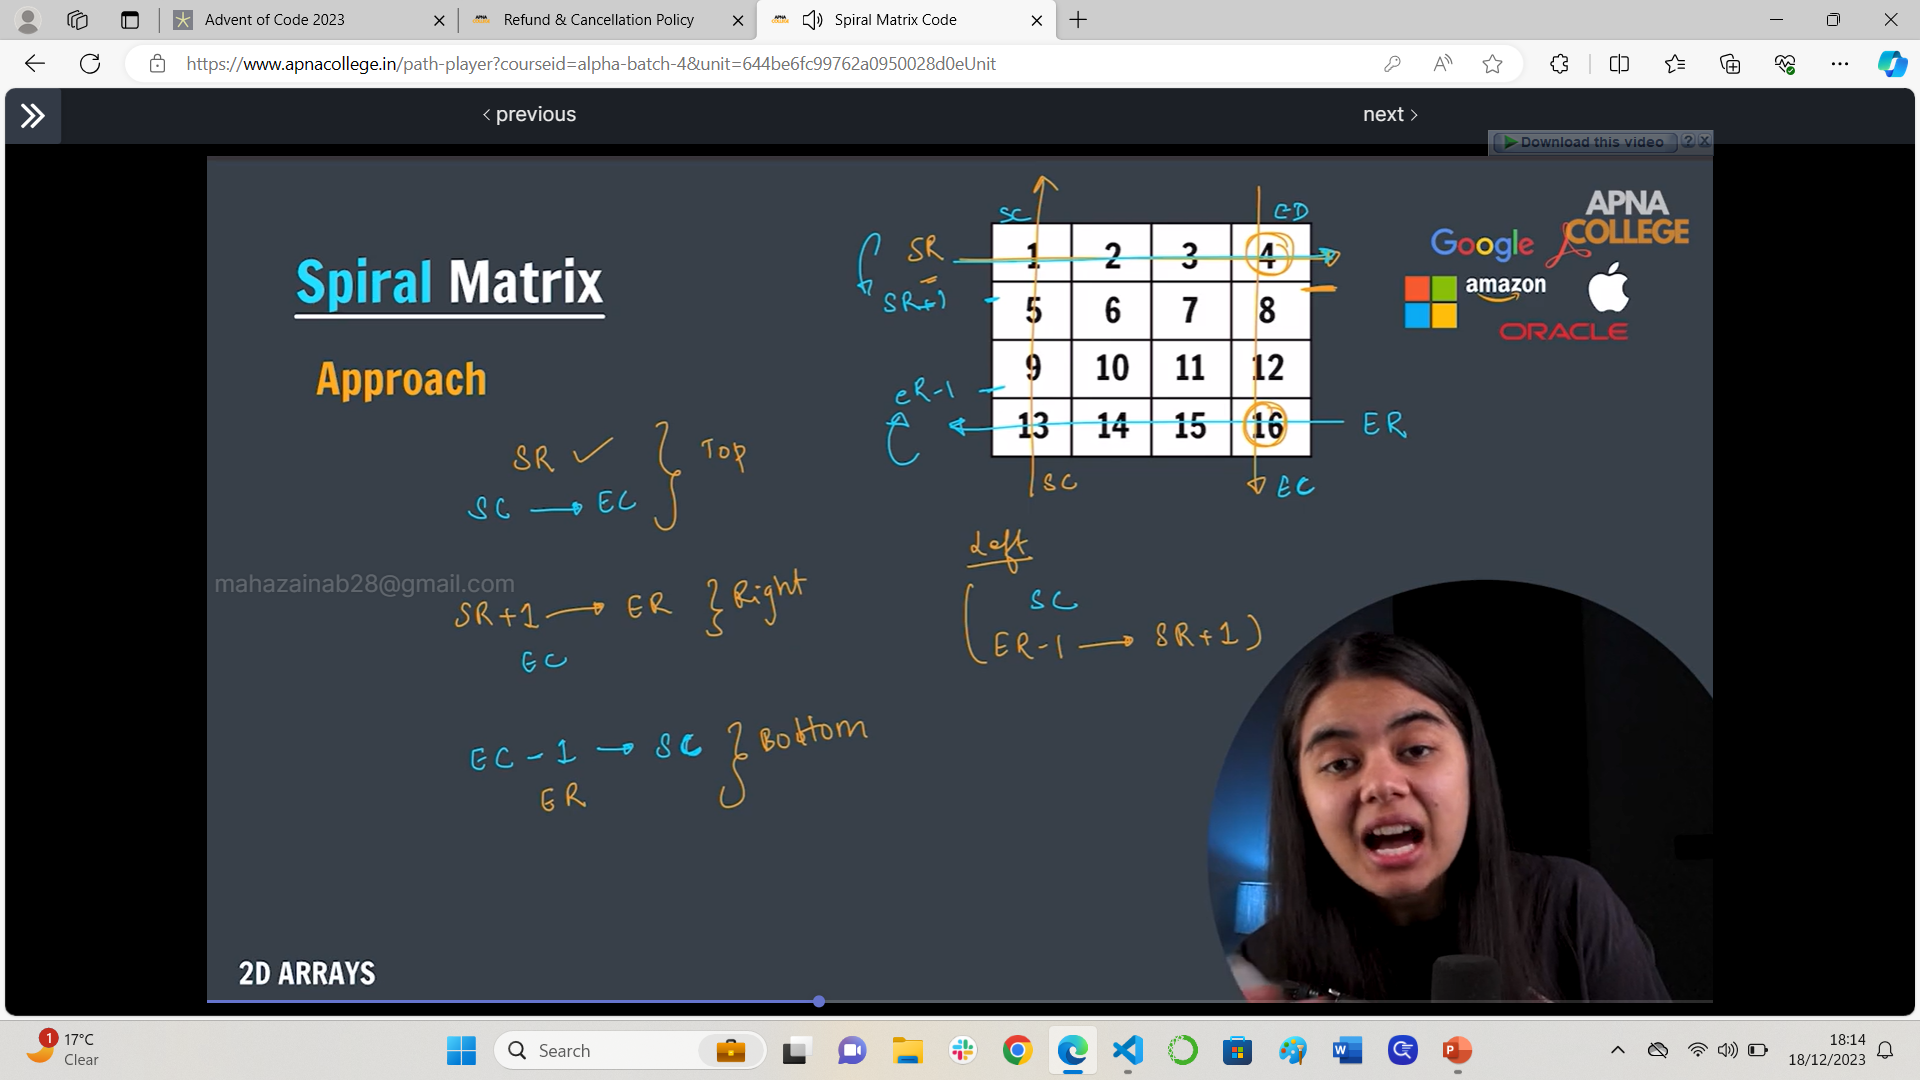 Advent of Code 2023
Refund & Cancellation Policy
Spiral Matrix Code
https://www.apnacollege.in/path-player?courseid=alpha-batch-4&unit=644be6fc99762a0950028d0eUnit
previous
next
Download this video
Spiral Matrix
Approach
SC
ED
SR
SR+1
eR-1
ER
SC
EC
1 2 3 4
5 6 7 8
9 10 11 12
13 14 15 16
APNA
COLLEGE
Google
amazon
ORACLE
SR
SC → EC
Top
mahazainab28@gmail.com
SR+1 → ER
EC
Right
EC-1 → SC
ER
Bottom
Left
SC
(ER-1 → SR+1)
2D ARRAYS
1
17°C
Clear
Search
18:14
18/12/2023